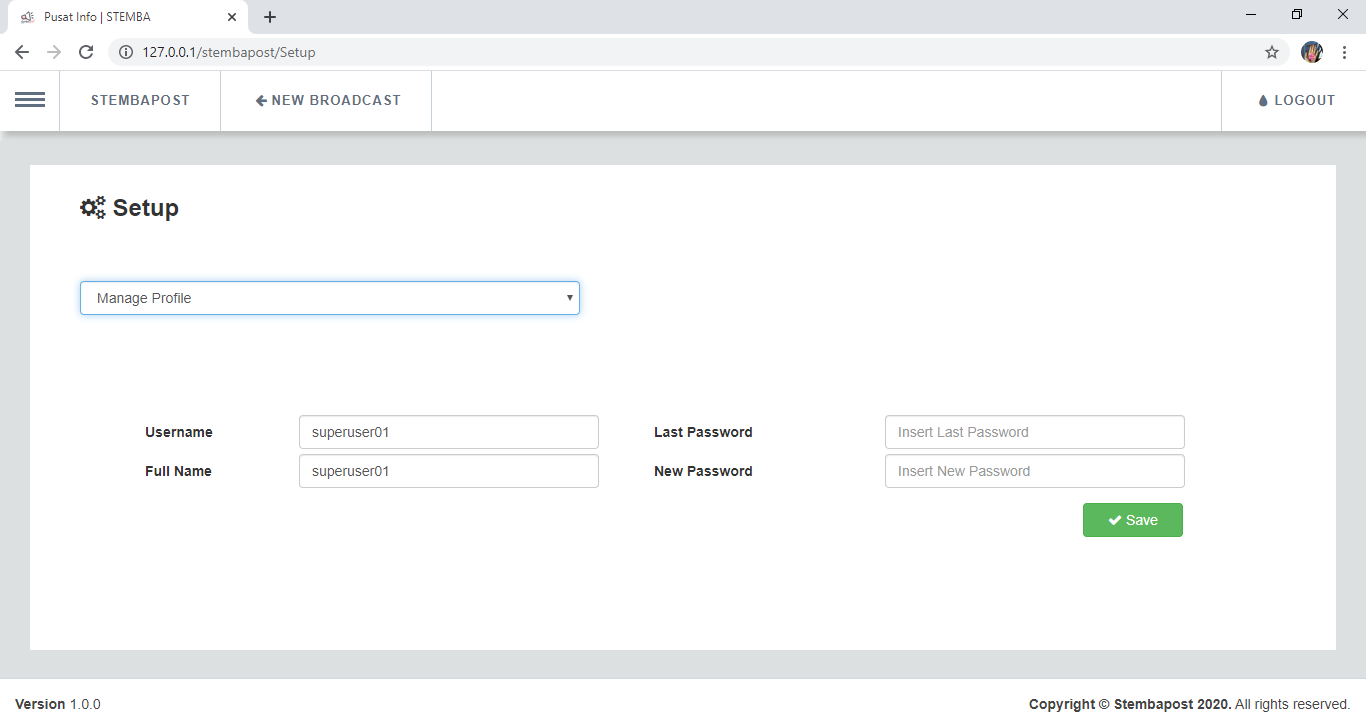 Pusat Info | STEMBA
127.0.0.1/stembapost/Setup
STEMBAPOST
NEW BROADCAST
LOGOUT
Setup
Manage Profile
Username superuser01 Last Password Insert Last Password
Full Name superuser01 New Password Insert New Password
Save
Version 1.0.0
Copyright © Stembapost 2020. All rights reserved.